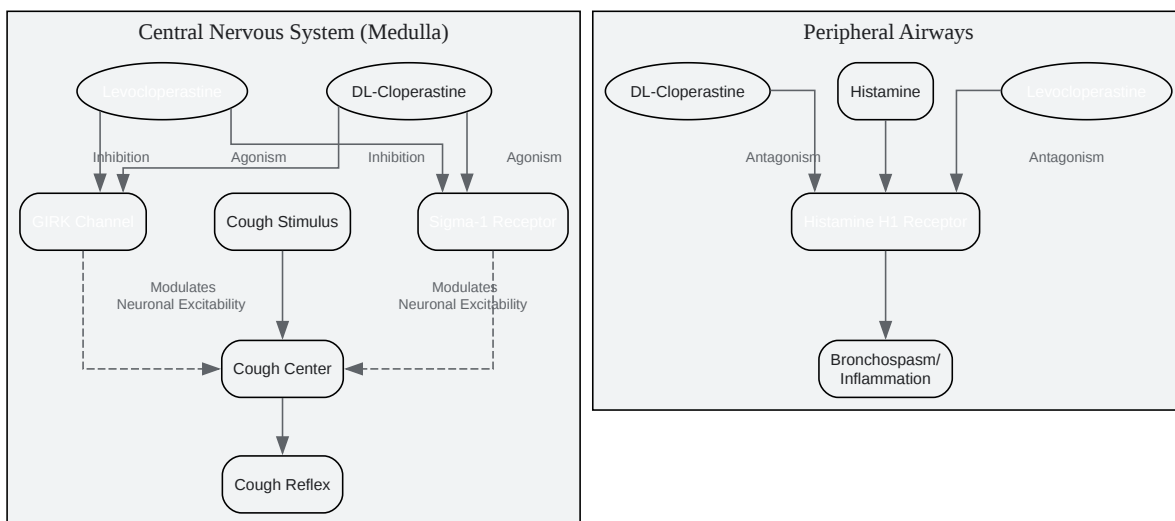 Central Nervous System (Medulla)
Levocloperastine
DL-Cloperastine
Inhibition
Agonism
Inhibition
Agonism
GIRK Channel
Cough Stimulus
Sigma-1 Receptor
Modulates
Neuronal Excitability
Modulates
Neuronal Excitability
Cough Center
Cough Reflex
Peripheral Airways
DL-Cloperastine
Histamine
Levocloperastine
Antagonism
Antagonism
Histamine H1 Receptor
Bronchospasm/
Inflammation